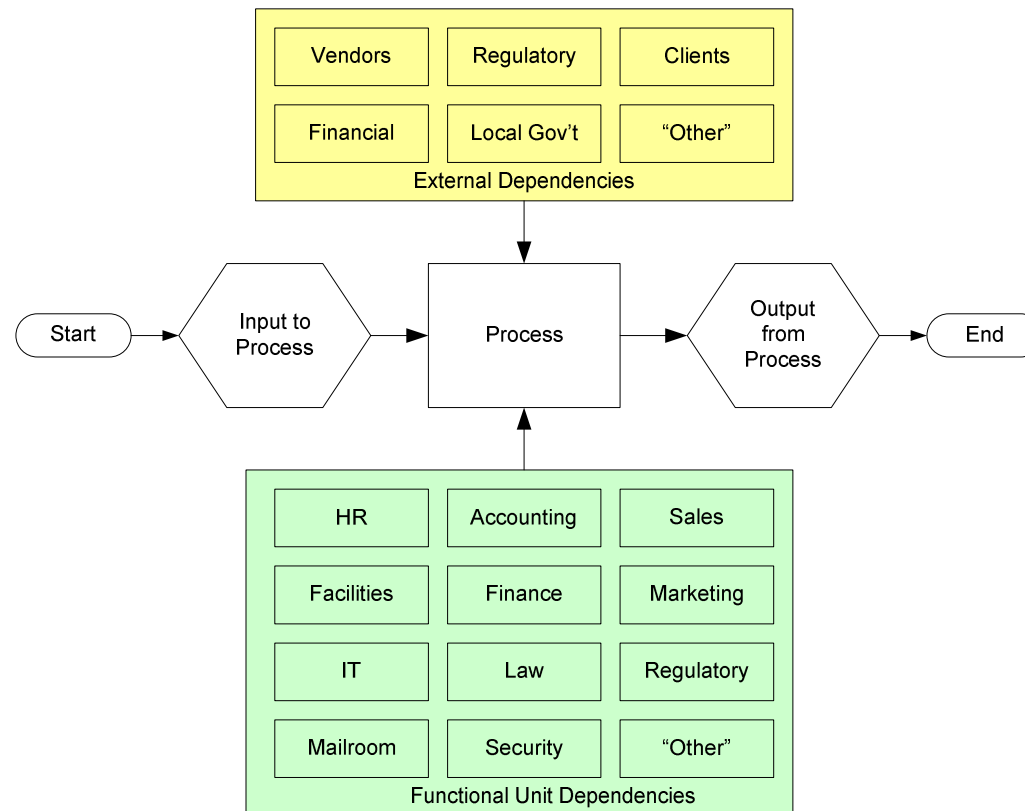 Vendors Regulatory Clients
Financial Local Gov’t “Other”
External Dependencies
Start
Input to
Process
Process
Output
from
Process
End
HR Accounting Sales
Facilities Finance Marketing
IT Law Regulatory
Mailroom Security “Other”
Functional Unit Dependencies